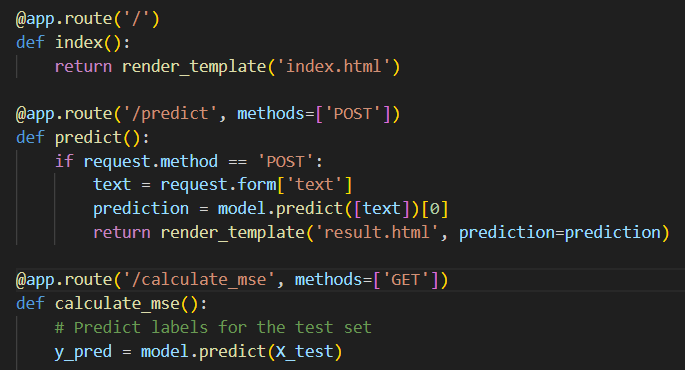 @app.route('/')
def index():
    return render_template('index.html')
@app.route('/predict', methods=['POST'])
def predict():
    if request.method == 'POST':
        text = request.form['text']
        prediction = model.predict([text])[0]
        return render_template('result.html', prediction=prediction)
@app.route('/calculate_mse', methods=['GET'])
def calculate_mse():
    # Predict labels for the test set
    y_pred = model.predict(X_test)